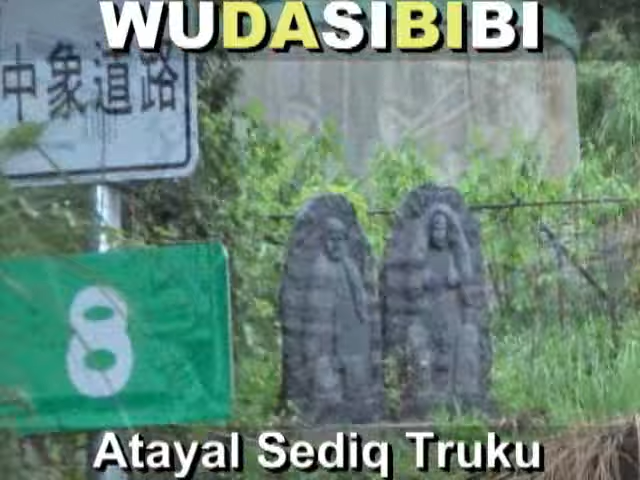 WUDASIBIBI
中象道路
8
Atayal Sediq Truku